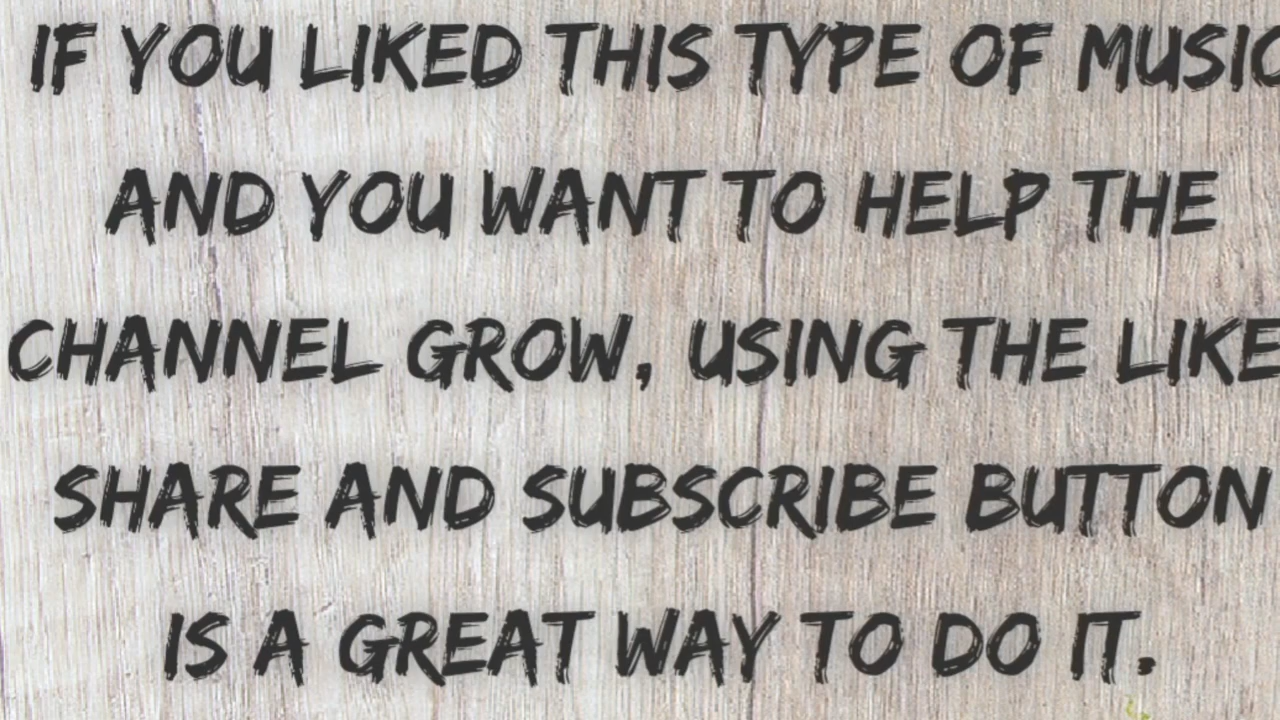 IF YOU LIKED THIS TYPE OF MUSIC
AND YOU WANT TO HELP THE
CHANNEL GROW, USING THE LIKE
SHARE AND SUBSCRIBE BUTTON
IS A GREAT WAY TO DO IT.